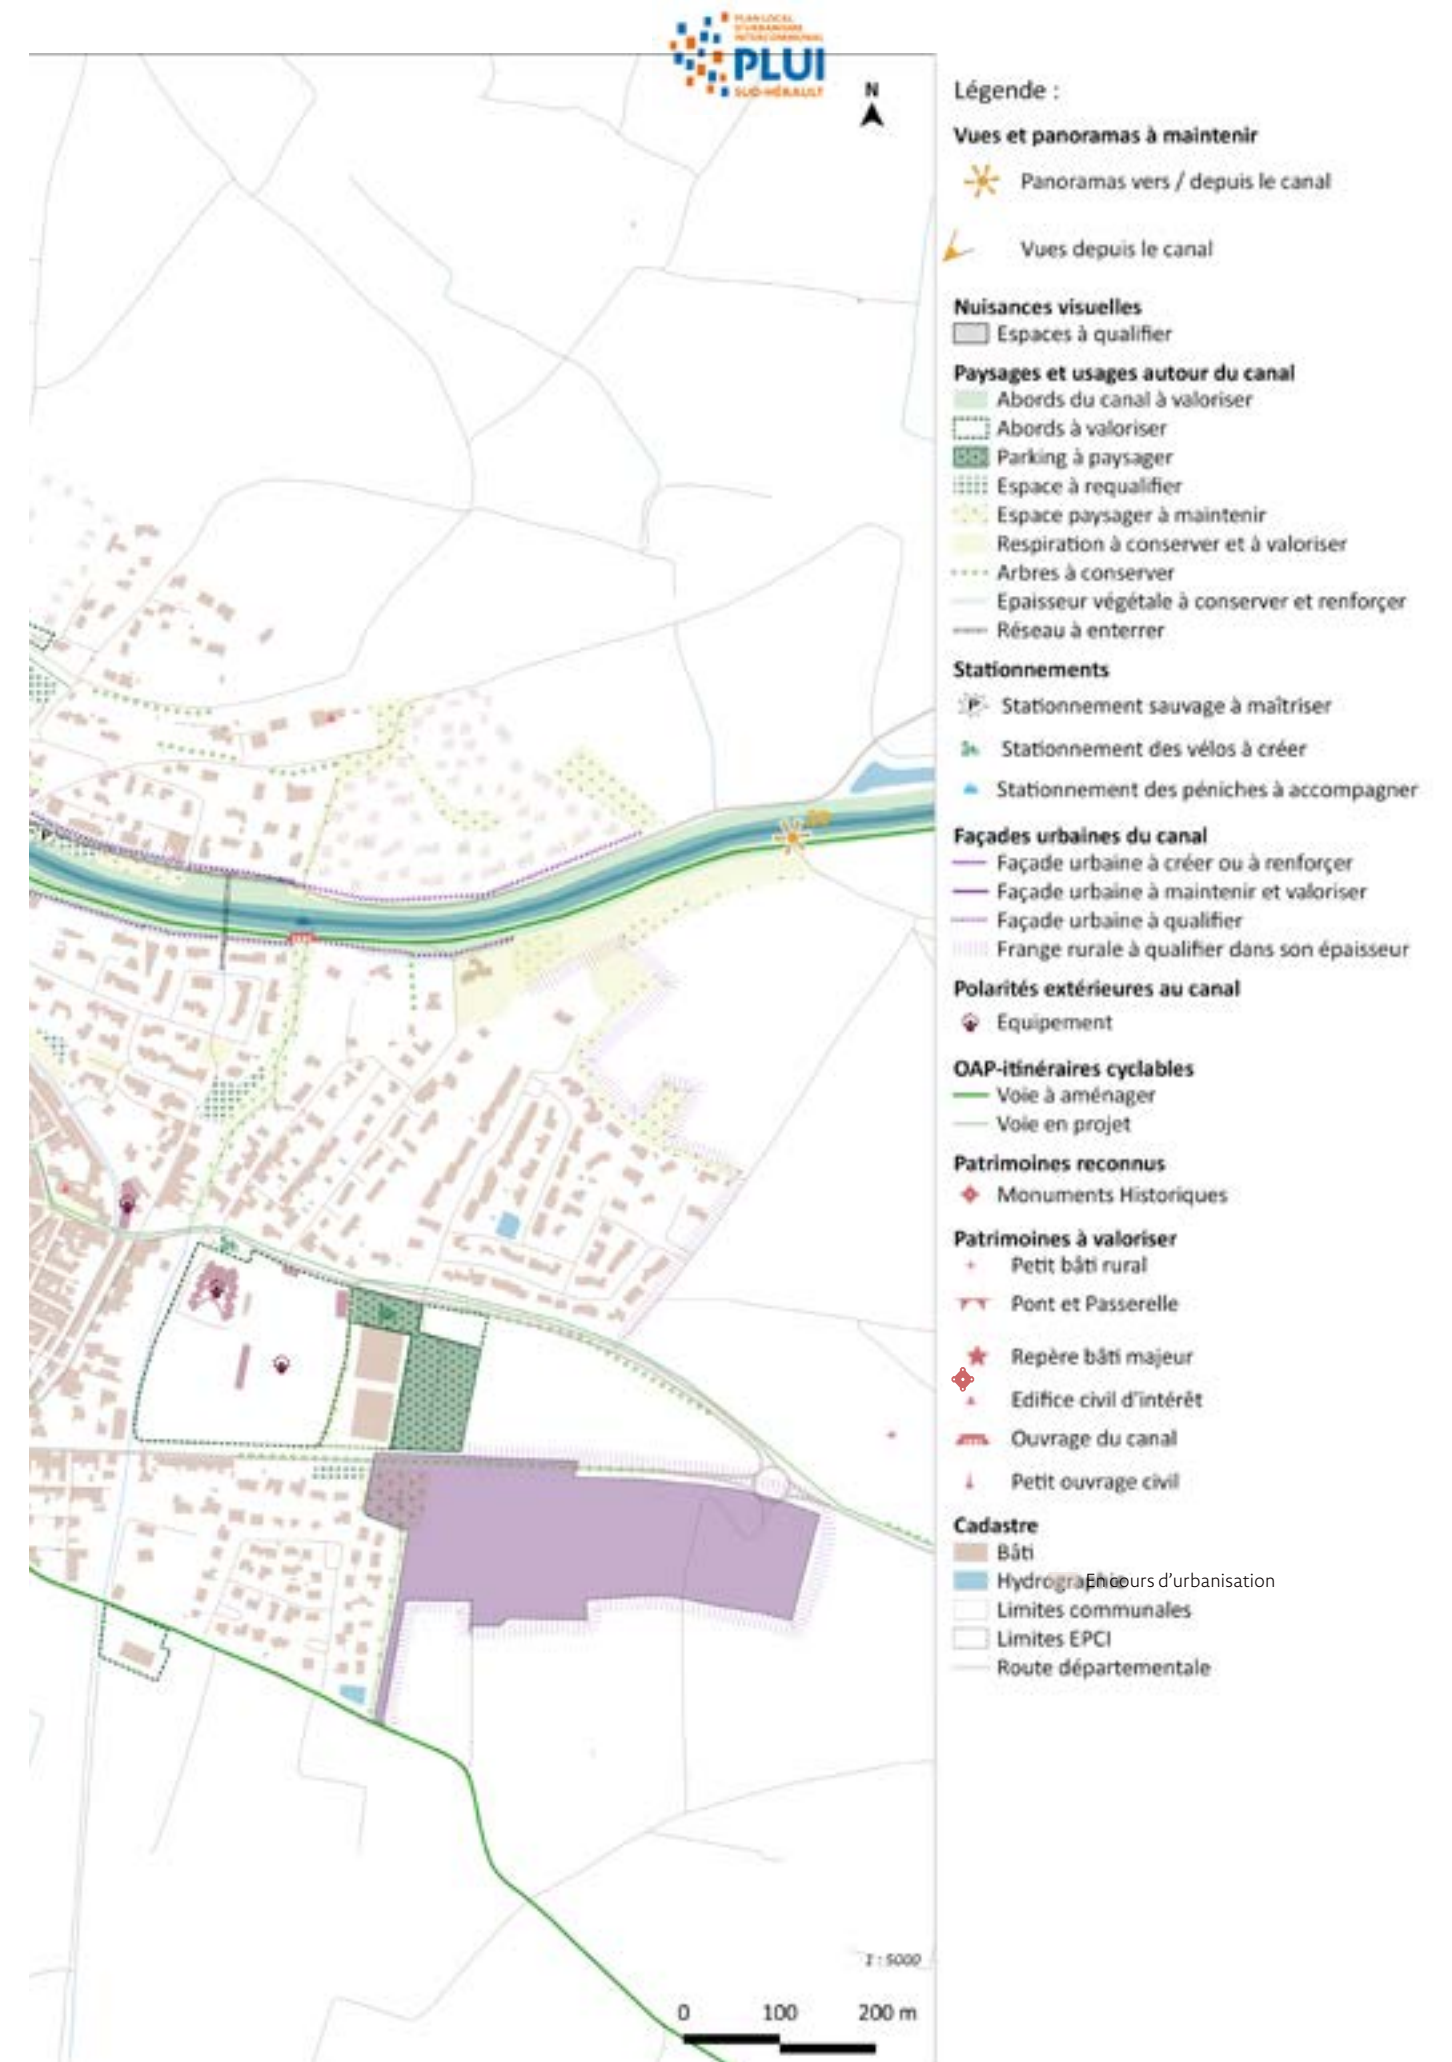 PLAN LOCAL
D'URBANISME
INTERCOMMUNAL
PLUI
SUD-HÉRAULT
N
Légende :
Vues et panoramas à maintenir
Panoramas vers / depuis le canal
Vues depuis le canal
Nuisances visuelles
Espaces à qualifier
Paysages et usages autour du canal
Abords du canal à valoriser
Abords à valoriser
Parking à paysager
Espace à requalifier
Espace paysager à maintenir
Respiration à conserver et à valoriser
Arbres à conserver
Epaisseur végétale à conserver et renforçer
Réseau à enterrer
Stationnements
P Stationnement sauvage à maîtriser
Stationnement des vélos à créer
Stationnement des péniches à accompagner
Façades urbaines du canal
Façade urbaine à créer ou à renforçer
Façade urbaine à maintenir et valoriser
Façade urbaine à qualifier
Frange rurale à qualifier dans son épaisseur
Polarités extérieures au canal
Equipement
OAP-itinéraires cyclables
Voie à aménager
Voie en projet
Patrimoines reconnus
Monuments Historiques
Patrimoines à valoriser
Petit bâti rural
Pont et Passerelle
Repère bâti majeur
Edifice civil d'intérêt
Ouvrage du canal
Petit ouvrage civil
Cadastre
Bâti
Hydrographie
En cours d'urbanisation
Limites communales
Limites EPCI
Route départementale
P
1 : 5000
0 100 200 m